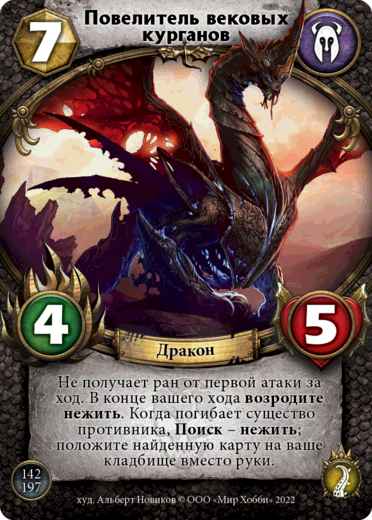 7
Повелитель вековых
курганов
4
5
Дракон
Не получает ран от первой атаки за
ход. В конце вашего хода возродите
нежить. Когда погибает существо
противника, Поиск – нежить;
положите найденную карту на ваше
кладбище вместо руки.
142
197
худ. Альберт Новиков © ООО «Мир Хобби» 2022